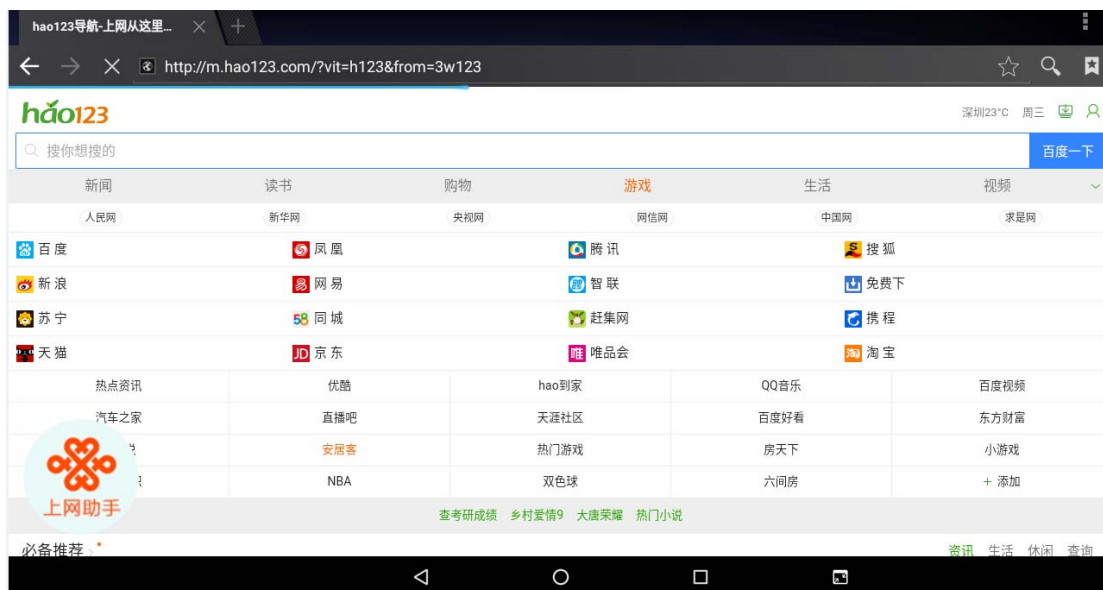 hao123导航-上网从这里...
http://m.hao123.com/?vit=h123&from=3w123
hǎo123 深圳23°C 周三
搜你想搜的 百度一下
新闻 读书 购物 游戏 生活 视频
人民网 新华网 央视网 网信网 中国网 求是网
百度 凤凰 腾讯 搜狐
新浪 网易 智联 免费下
苏宁 58 同城 赶集网 携程
天猫 JD 京东 唯 唯品会 淘 淘宝
热点资讯 优酷 hao到家 QQ音乐 百度视频
汽车之家 直播吧 天涯社区 百度好看 东方财富
安居客 热门游戏 房天下 小游戏
NBA 双色球 六间房 + 添加
上网助手
查考研成绩 乡村爱情9 大唐荣耀 热门小说
必备推荐 资讯 生活 休闲 查询